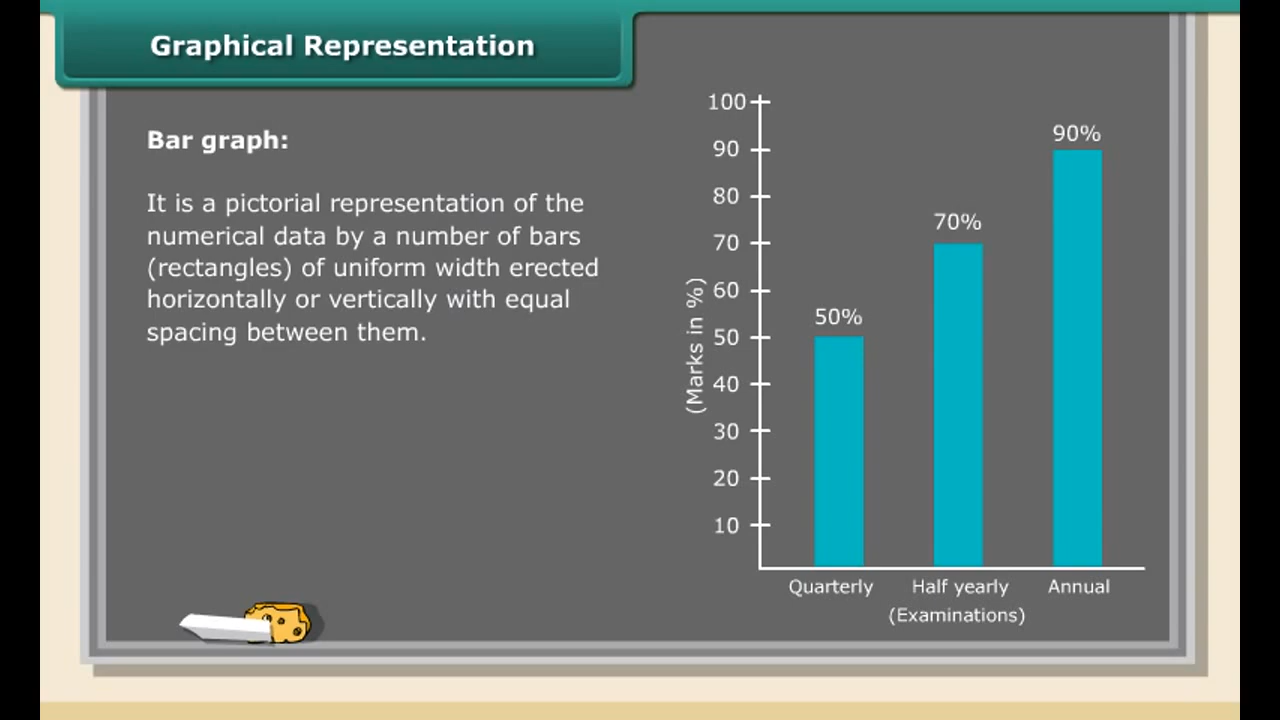 Graphical Representation
Bar graph:
It is a pictorial representation of the
numerical data by a number of bars
(rectangles) of uniform width erected
horizontally or vertically with equal
spacing between them.
(Marks in %)
100
90
80
70
60
50
40
30
20
10
50%
70%
90%
Quarterly Half yearly Annual
(Examinations)